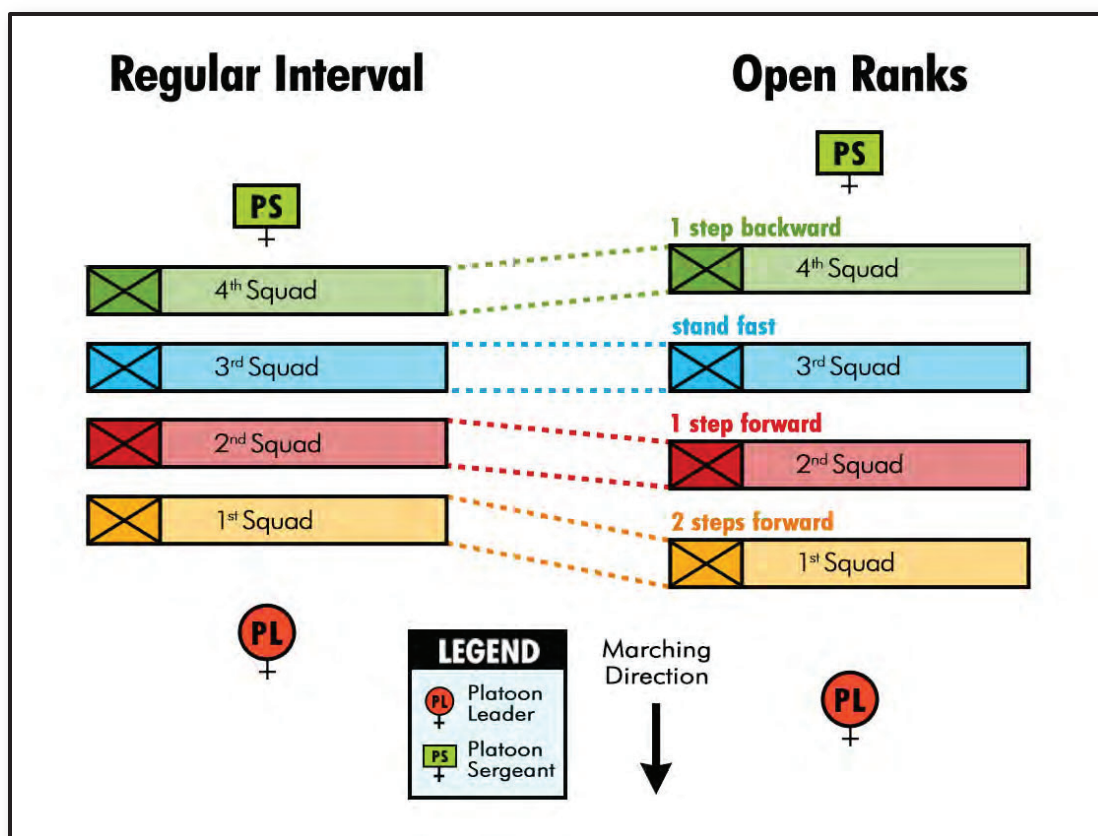 Regular Interval
PS
4th Squad
3rd Squad
2nd Squad
1st Squad
PL
Open Ranks
PS
1 step backward
4th Squad
stand fast
3rd Squad
1 step forward
2nd Squad
2 steps forward
1st Squad
PL
LEGEND
PL Platoon
Leader
PS Platoon
Sergeant
Marching
Direction